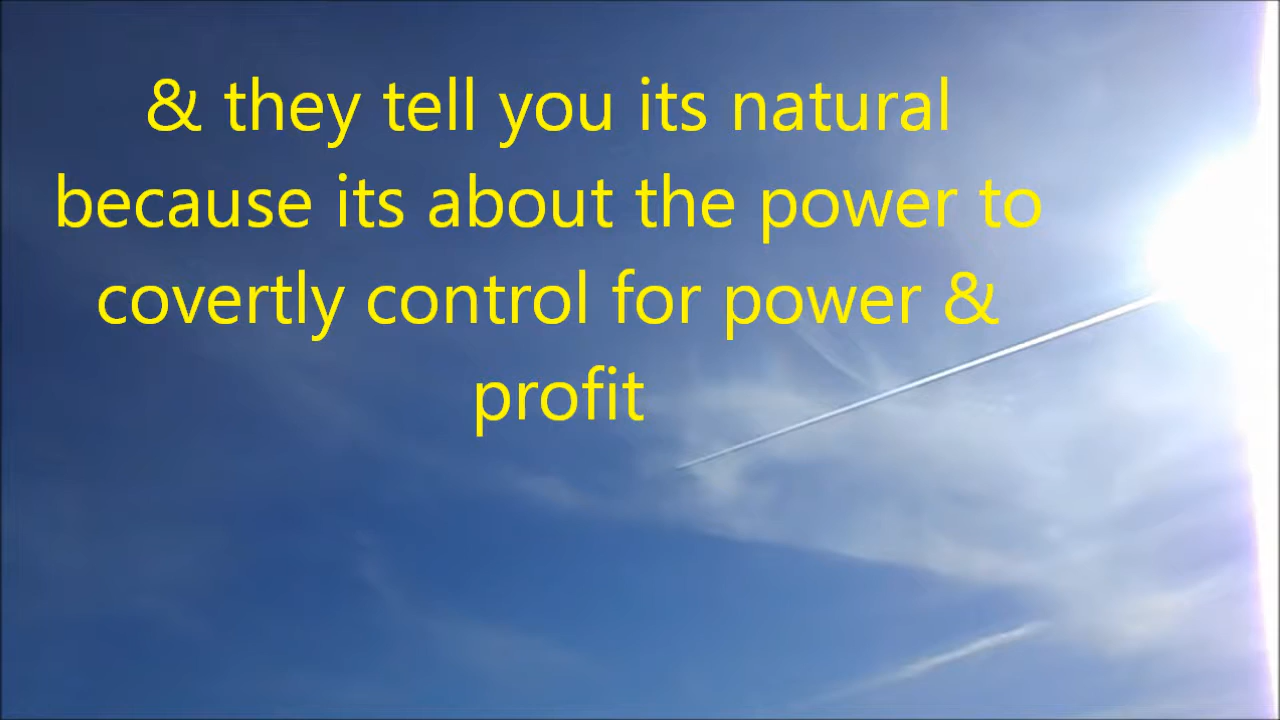 & they tell you its natural
because its about the power to
covertly control for power &
profit